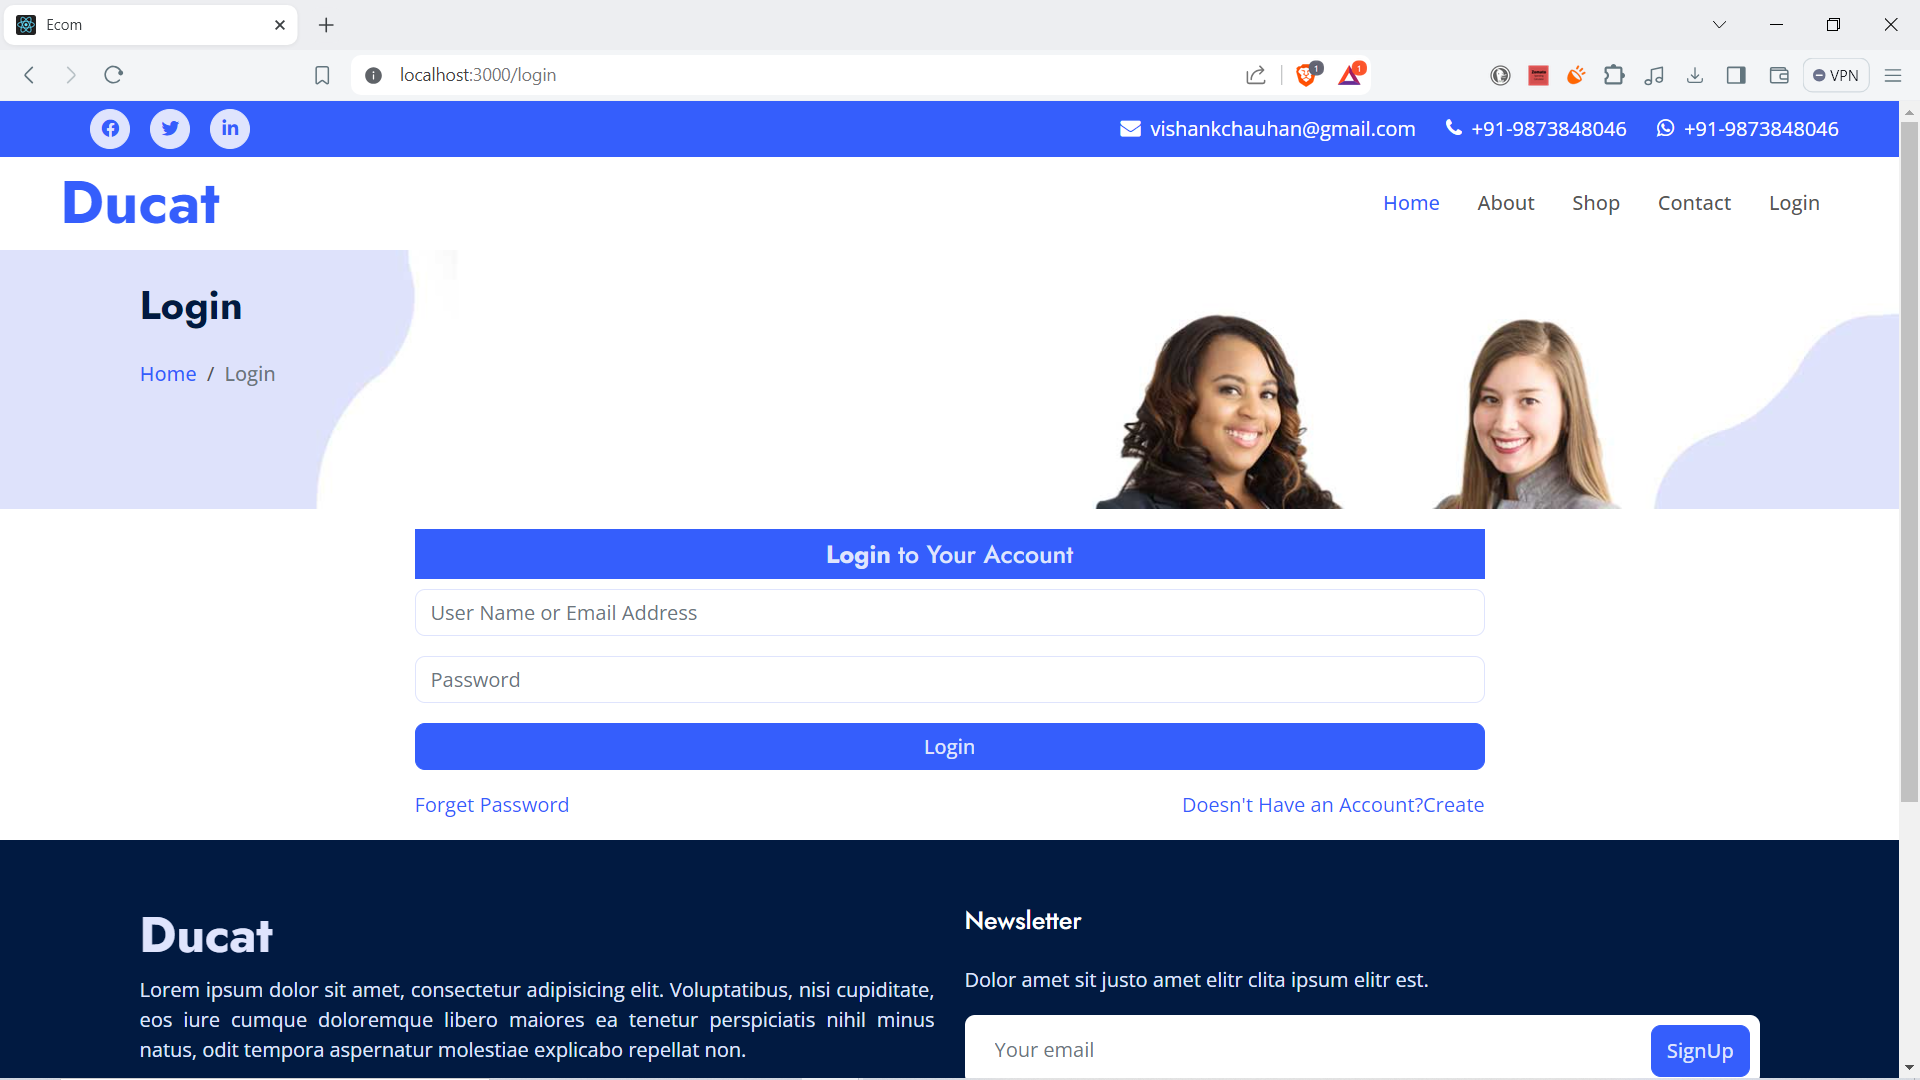 Ecom
localhost:3000/login
1
1
VPN
vishankchauhan@gmail.com +91-9873848046 +91-9873848046
Ducat
Home About Shop Contact Login
Login
Home / Login
Login to Your Account
User Name or Email Address
Password
Login
Forget Password Doesn't Have an Account?Create
Ducat
Lorem ipsum dolor sit amet, consectetur adipisicing elit. Voluptatibus, nisi cupiditate,
eos iure cumque doloremque libero maiores ea tenetur perspiciatis nihil minus
natus, odit tempora aspernatur molestiae explicabo repellat non.
Newsletter
Dolor amet sit justo amet elitr clita ipsum elitr est.
Your email SignUp